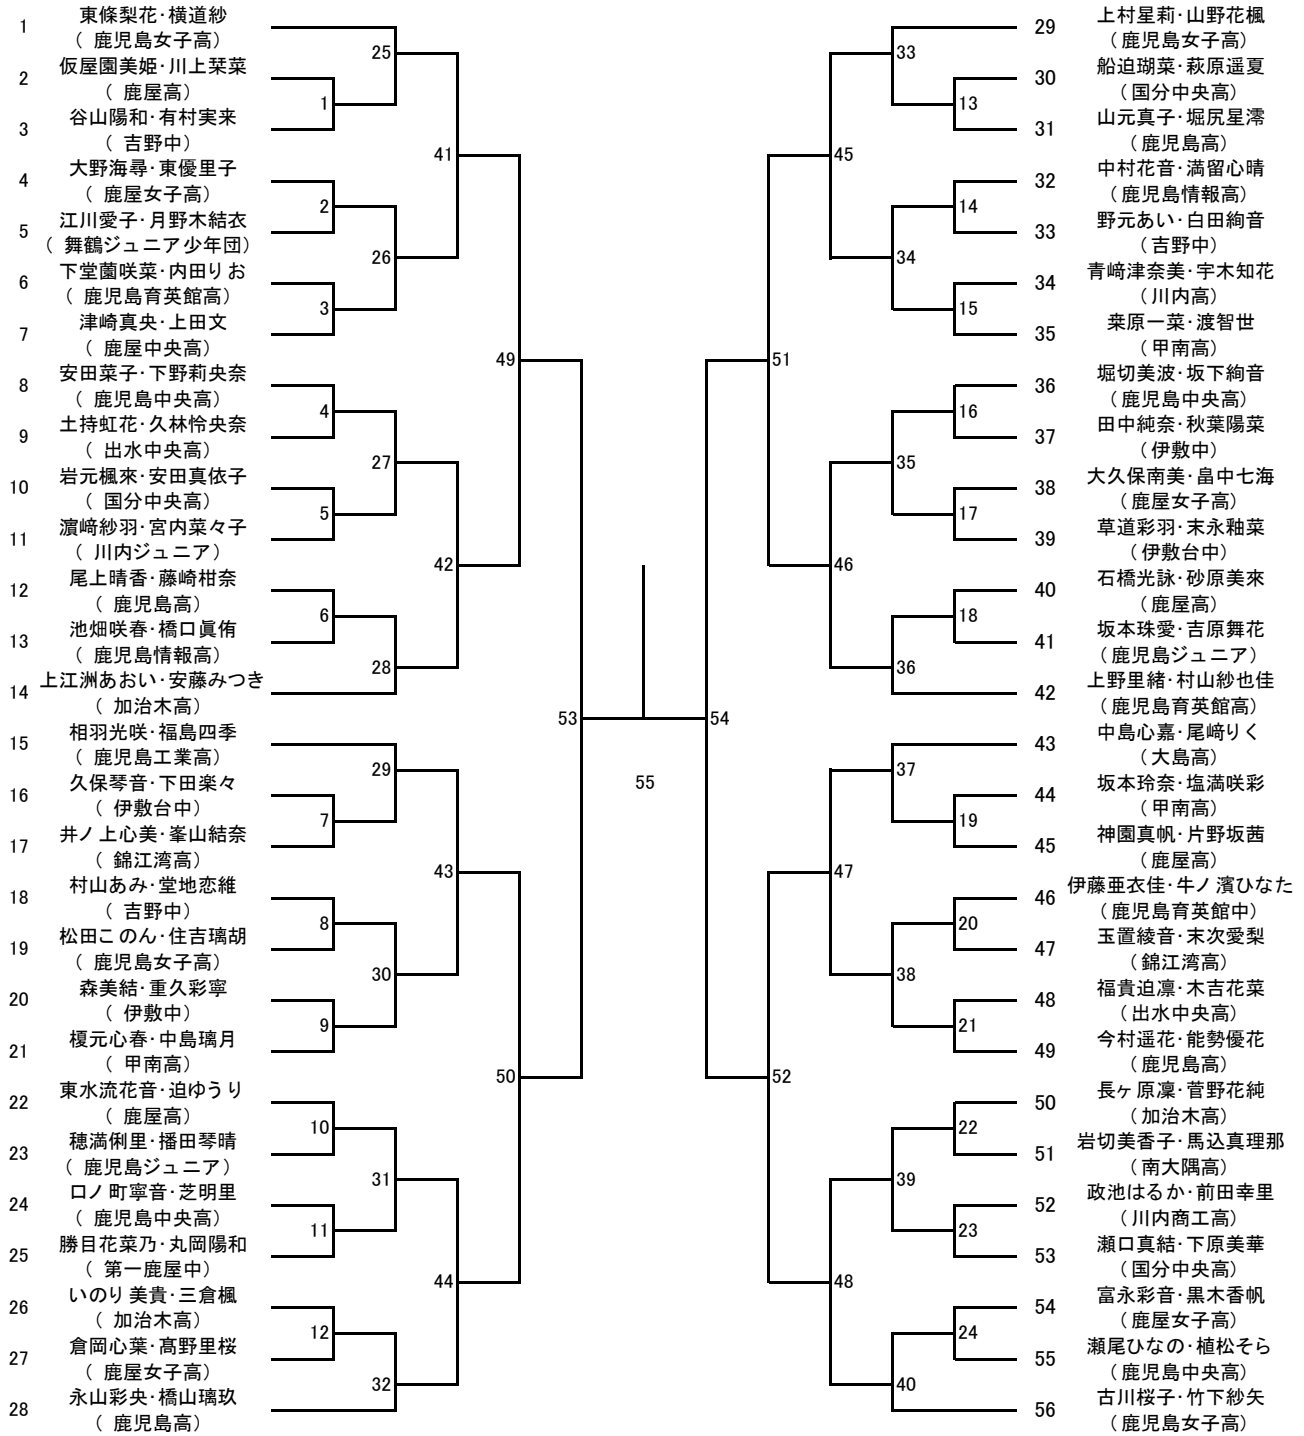 1 東條梨花・横道紗
（ 鹿児島女子高）
2 仮屋園美姫・川上栞菜
（ 鹿屋高）
3 谷山陽和・有村実来
（ 吉野中）
4 大野海尋・東優里子
（ 鹿屋女子高）
5 江川愛子・月野木結衣
（ 舞鶴ジュニア少年団）
6 下堂薗咲菜・内田りお
（ 鹿児島育英館高）
7 津崎真央・上田文
（ 鹿屋中央高）
8 安田菜子・下野莉央奈
（ 鹿児島中央高）
9 土持虹花・久林怜央奈
（ 出水中央高）
10 岩元楓來・安田真依子
（ 国分中央高）
11 濵﨑紗羽・宮内菜々子
（ 川内ジュニア）
12 尾上晴香・藤崎柑奈
（ 鹿児島高）
13 池畑咲春・橋口眞侑
（ 鹿児島情報高）
14 上江洲あおい・安藤みつき
（ 加治木高）
15 相羽光咲・福島四季
（ 鹿児島工業高）
16 久保琴音・下田楽々
（ 伊敷台中）
17 井ノ上心美・峯山結奈
（ 錦江湾高）
18 村山あみ・堂地恋維
（ 吉野中）
19 松田このん・住吉璃胡
（ 鹿児島女子高）
20 森美結・重久彩寧
（ 伊敷中）
21 榎元心春・中島璃月
（ 甲南高）
22 東水流花音・迫ゆうり
（ 鹿屋高）
23 穂満俐里・播田琴晴
（ 鹿児島ジュニア）
24 口ノ町寧音・芝明里
（ 鹿児島中央高）
25 勝目花菜乃・丸岡陽和
（ 第一鹿屋中）
26 いのり美貴・三倉楓
（ 加治木高）
27 倉岡心葉・髙野里桜
（ 鹿屋女子高）
28 永山彩央・橋山璃玖
（ 鹿児島高）
25
1
41
2
26
3
49
4
27
5
42
6
28
53
29
7
43
8
30
9
50
10
31
11
44
12
32
55
33
13
45
14
34
15
51
16
35
17
46
18
36
54
37
19
47
20
38
21
52
22
39
23
48
24
40
29 上村星莉・山野花楓
（鹿児島女子高）
30 船迫瑚菜・萩原遥夏
（国分中央高）
31 山元真子・堀尻星澪
（鹿児島高）
32 中村花音・満留心晴
（鹿児島情報高）
33 野元あい・白田絢音
（吉野中）
34 青﨑津奈美・宇木知花
（川内高）
35 桒原一菜・渡智世
（甲南高）
36 堀切美波・坂下絢音
（鹿児島中央高）
37 田中純奈・秋葉陽菜
（伊敷中）
38 大久保南美・畠中七海
（鹿屋女子高）
39 草道彩羽・末永釉菜
（伊敷台中）
40 石橋光詠・砂原美來
（鹿屋高）
41 坂本珠愛・吉原舞花
（鹿児島ジュニア）
42 上野里緒・村山紗也佳
（鹿児島育英館高）
43 中島心嘉・尾﨑りく
（大島高）
44 坂本玲奈・塩満咲彩
（甲南高）
45 神園真帆・片野坂茜
（鹿屋高）
46 伊藤亜衣佳・牛ノ濱ひなた
（鹿児島育英館中）
47 玉置綾音・末次愛梨
（錦江湾高）
48 福貴迫凛・木吉花菜
（出水中央高）
49 今村遥花・能勢優花
（鹿児島高）
50 長ヶ原凜・菅野花純
（加治木高）
51 岩切美香子・馬込真理那
（南大隅高）
52 政池はるか・前田幸里
（川内商工高）
53 瀬口真結・下原美華
（国分中央高）
54 富永彩音・黒木香帆
（鹿屋女子高）
55 瀬尾ひなの・植松そら
（鹿児島中央高）
56 古川桜子・竹下紗矢
（鹿児島女子高）